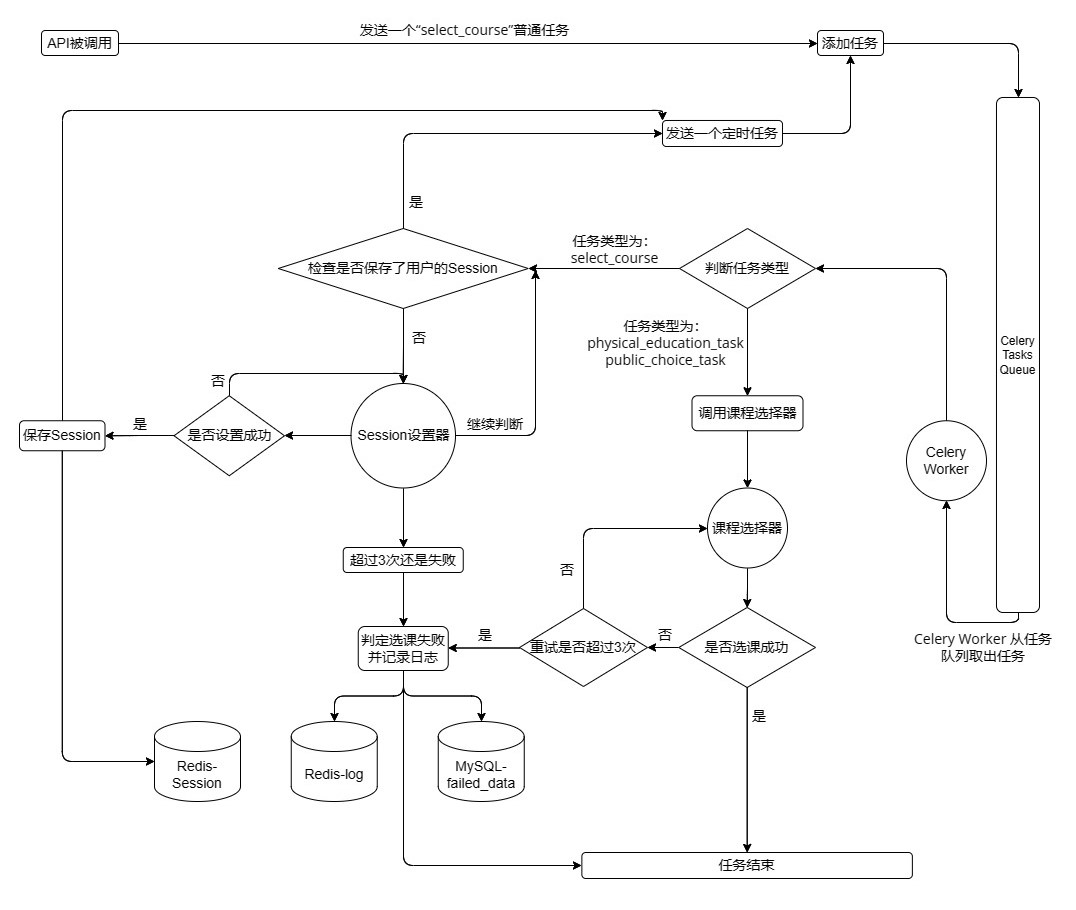 发送一个“select_course”普通任务
API被调用
添加任务
发送一个定时任务
是
任务类型为：
select_course
检查是否保存了用户的Session
判断任务类型
否
任务类型为：
physical_education_task
public_choice_task
Celery
Tasks
Queue
否
调用课程选择器
是
继续判断
保存Session
是否设置成功
Session设置器
Celery
Worker
课程选择器
超过3次还是失败
否
判定选课失败
并记录日志
是
重试是否超过3次
否
是否选课成功
Celery Worker 从任务
队列取出任务
是
Redis-
Session
Redis-log
MySQL-
failed_data
任务结束